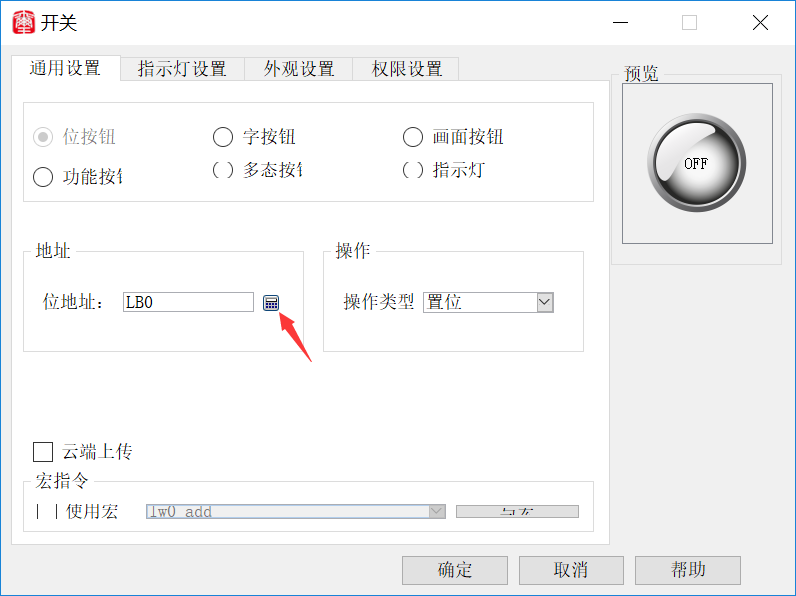 开关
通用设置 指示灯设置 外观设置 权限设置
预览
位按钮 字按钮 画面按钮
OFF
功能按钮 多态按钮 指示灯
地址 操作
位地址： LB0 操作类型 置位
云端上传
宏指令
使用宏 lw0_add
确定 取消 帮助